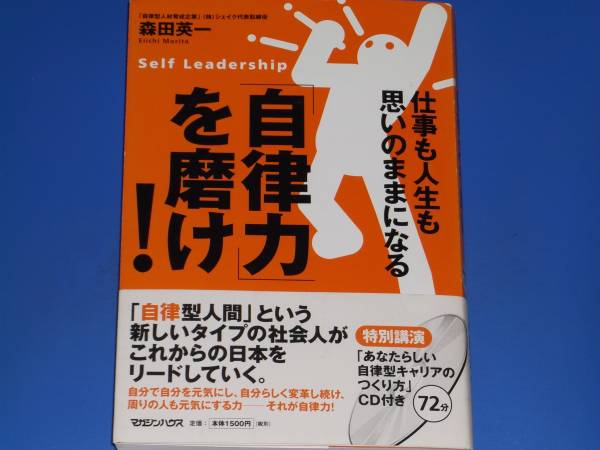 「自律型人材育成企業」(株)シェイク代表取締役
森田英一
Eiichi Morita
Self Leadership
仕事も人生も
思いのままになる
「自律力」
を磨け!
「自律型人間」という
新しいタイプの社会人が
これからの日本を
リードしていく。
自分で自分を元気にし、自分らしく変革し続け、
周りの人も元気にする力——それが自律力!
特別講演
「あなたらしい
自律型キャリアの
つくり方」
CD付き
72分
マガジンハウス
定価:本体1500円(税別)